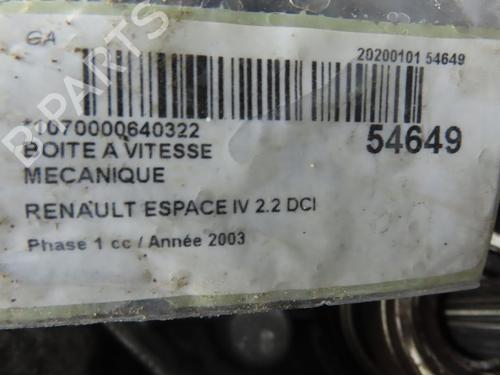 GA
20200101 54649
*1070000640322
54649
BOITE A VITESSE
MECANIQUE
RENAULT ESPACE IV 2.2 DCI
Phase 1 cc / Année 2003
B-PARTS